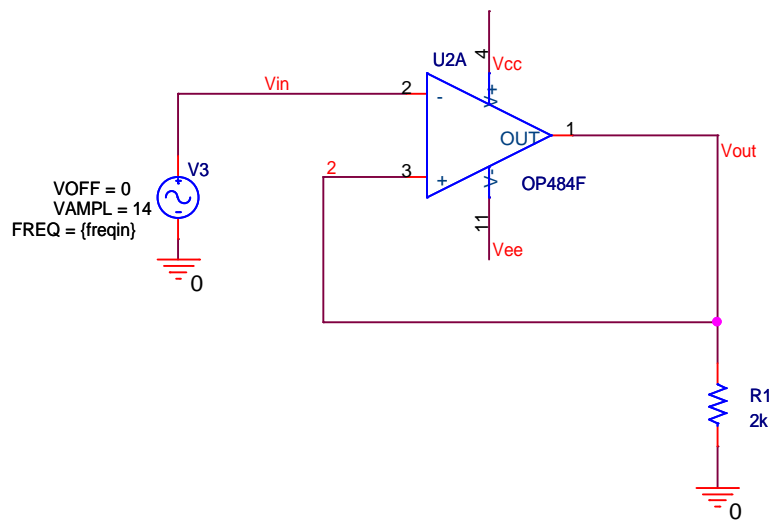 U2A
4
Vcc
V+
Vin
2
-
OUT
1
Vout
V3
+
-
VOFF = 0
VAMPL = 14
FREQ = {freqin}
0
2
3
+
V-
OP484F
11
Vee
R1
2k
0